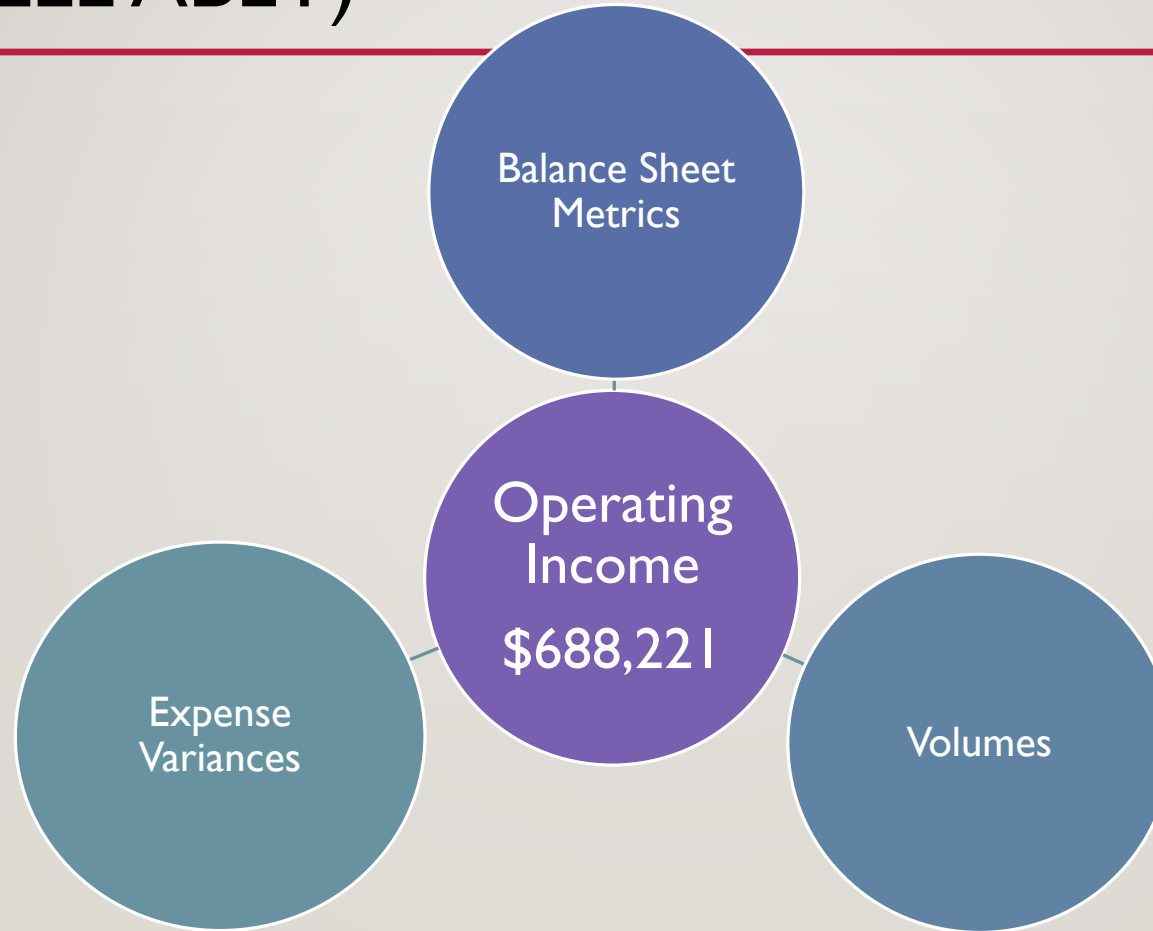 Balance Sheet
Metrics
Operating
Income
$688,221
Expense
Variances
Volumes